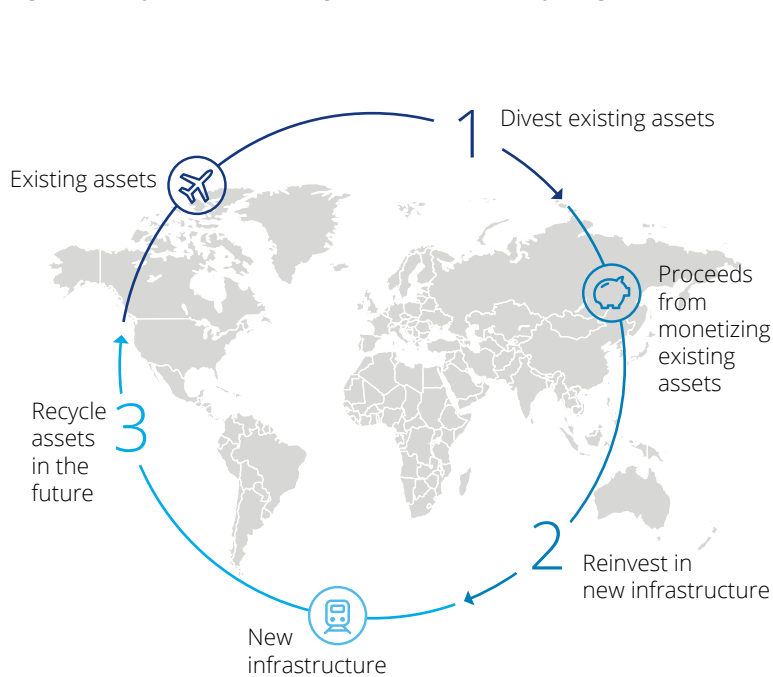 1
Divest existing assets
Existing assets
Proceeds
from
monetizing
existing
assets
2
Reinvest in
new infrastructure
New
infrastructure
3
Recycle
assets
in the
future